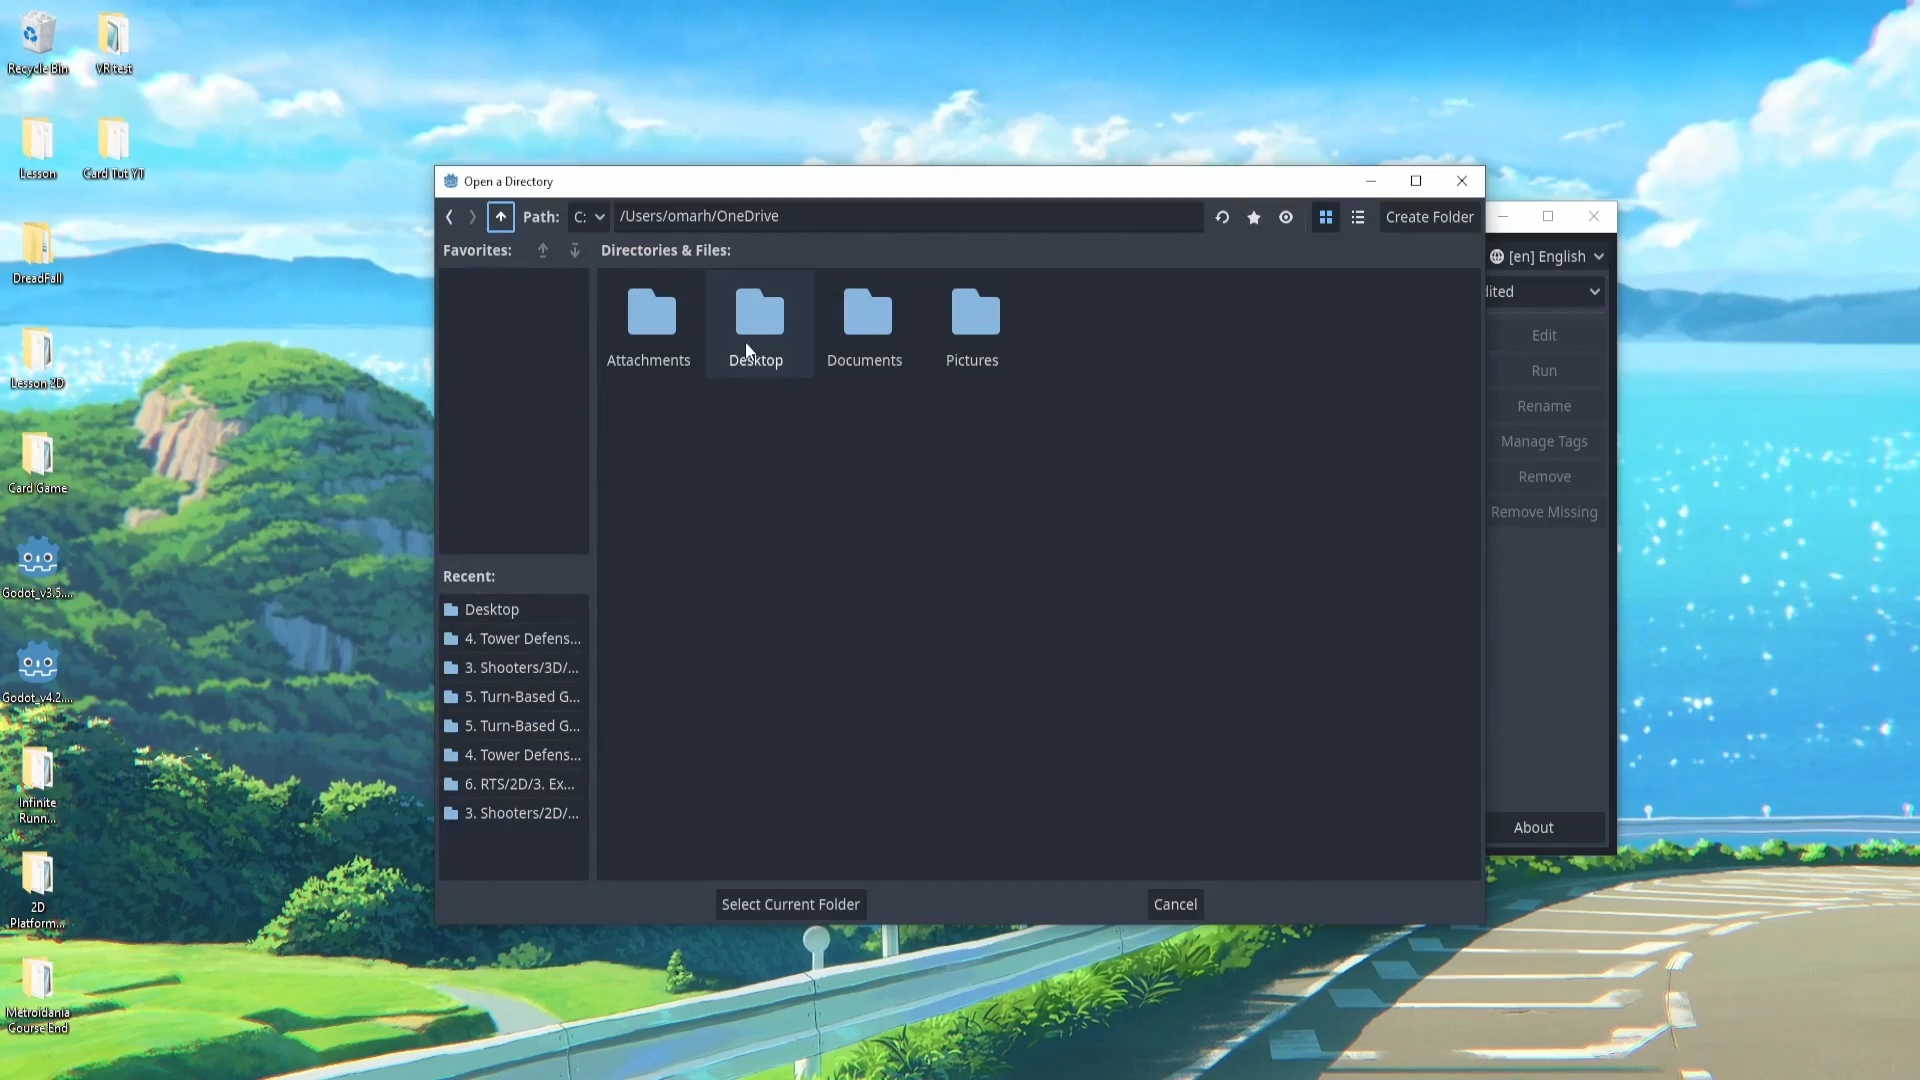 Recycle Bin
VR test
Lesson
Card Tut YT
DreadFall
Lesson 2D
Card Game
Godot_v3.5....
Godot_v4.2....
Infinite
Runn...
2D
Platform...
Metroidania
Course End
Open a Directory
Path:
C:
/Users/omarh/OneDrive
Create Folder
Favorites:
Directories & Files:
Attachments
Desktop
Documents
Pictures
Recent:
Desktop
4. Tower Defens...
3. Shooters/3D/...
5. Turn-Based G...
5. Turn-Based G...
4. Tower Defens...
6. RTS/2D/3. Ex...
3. Shooters/2D/...
Select Current Folder
Cancel
[en] English
dited
Edit
Run
Rename
Manage Tags
Remove
Remove Missing
About